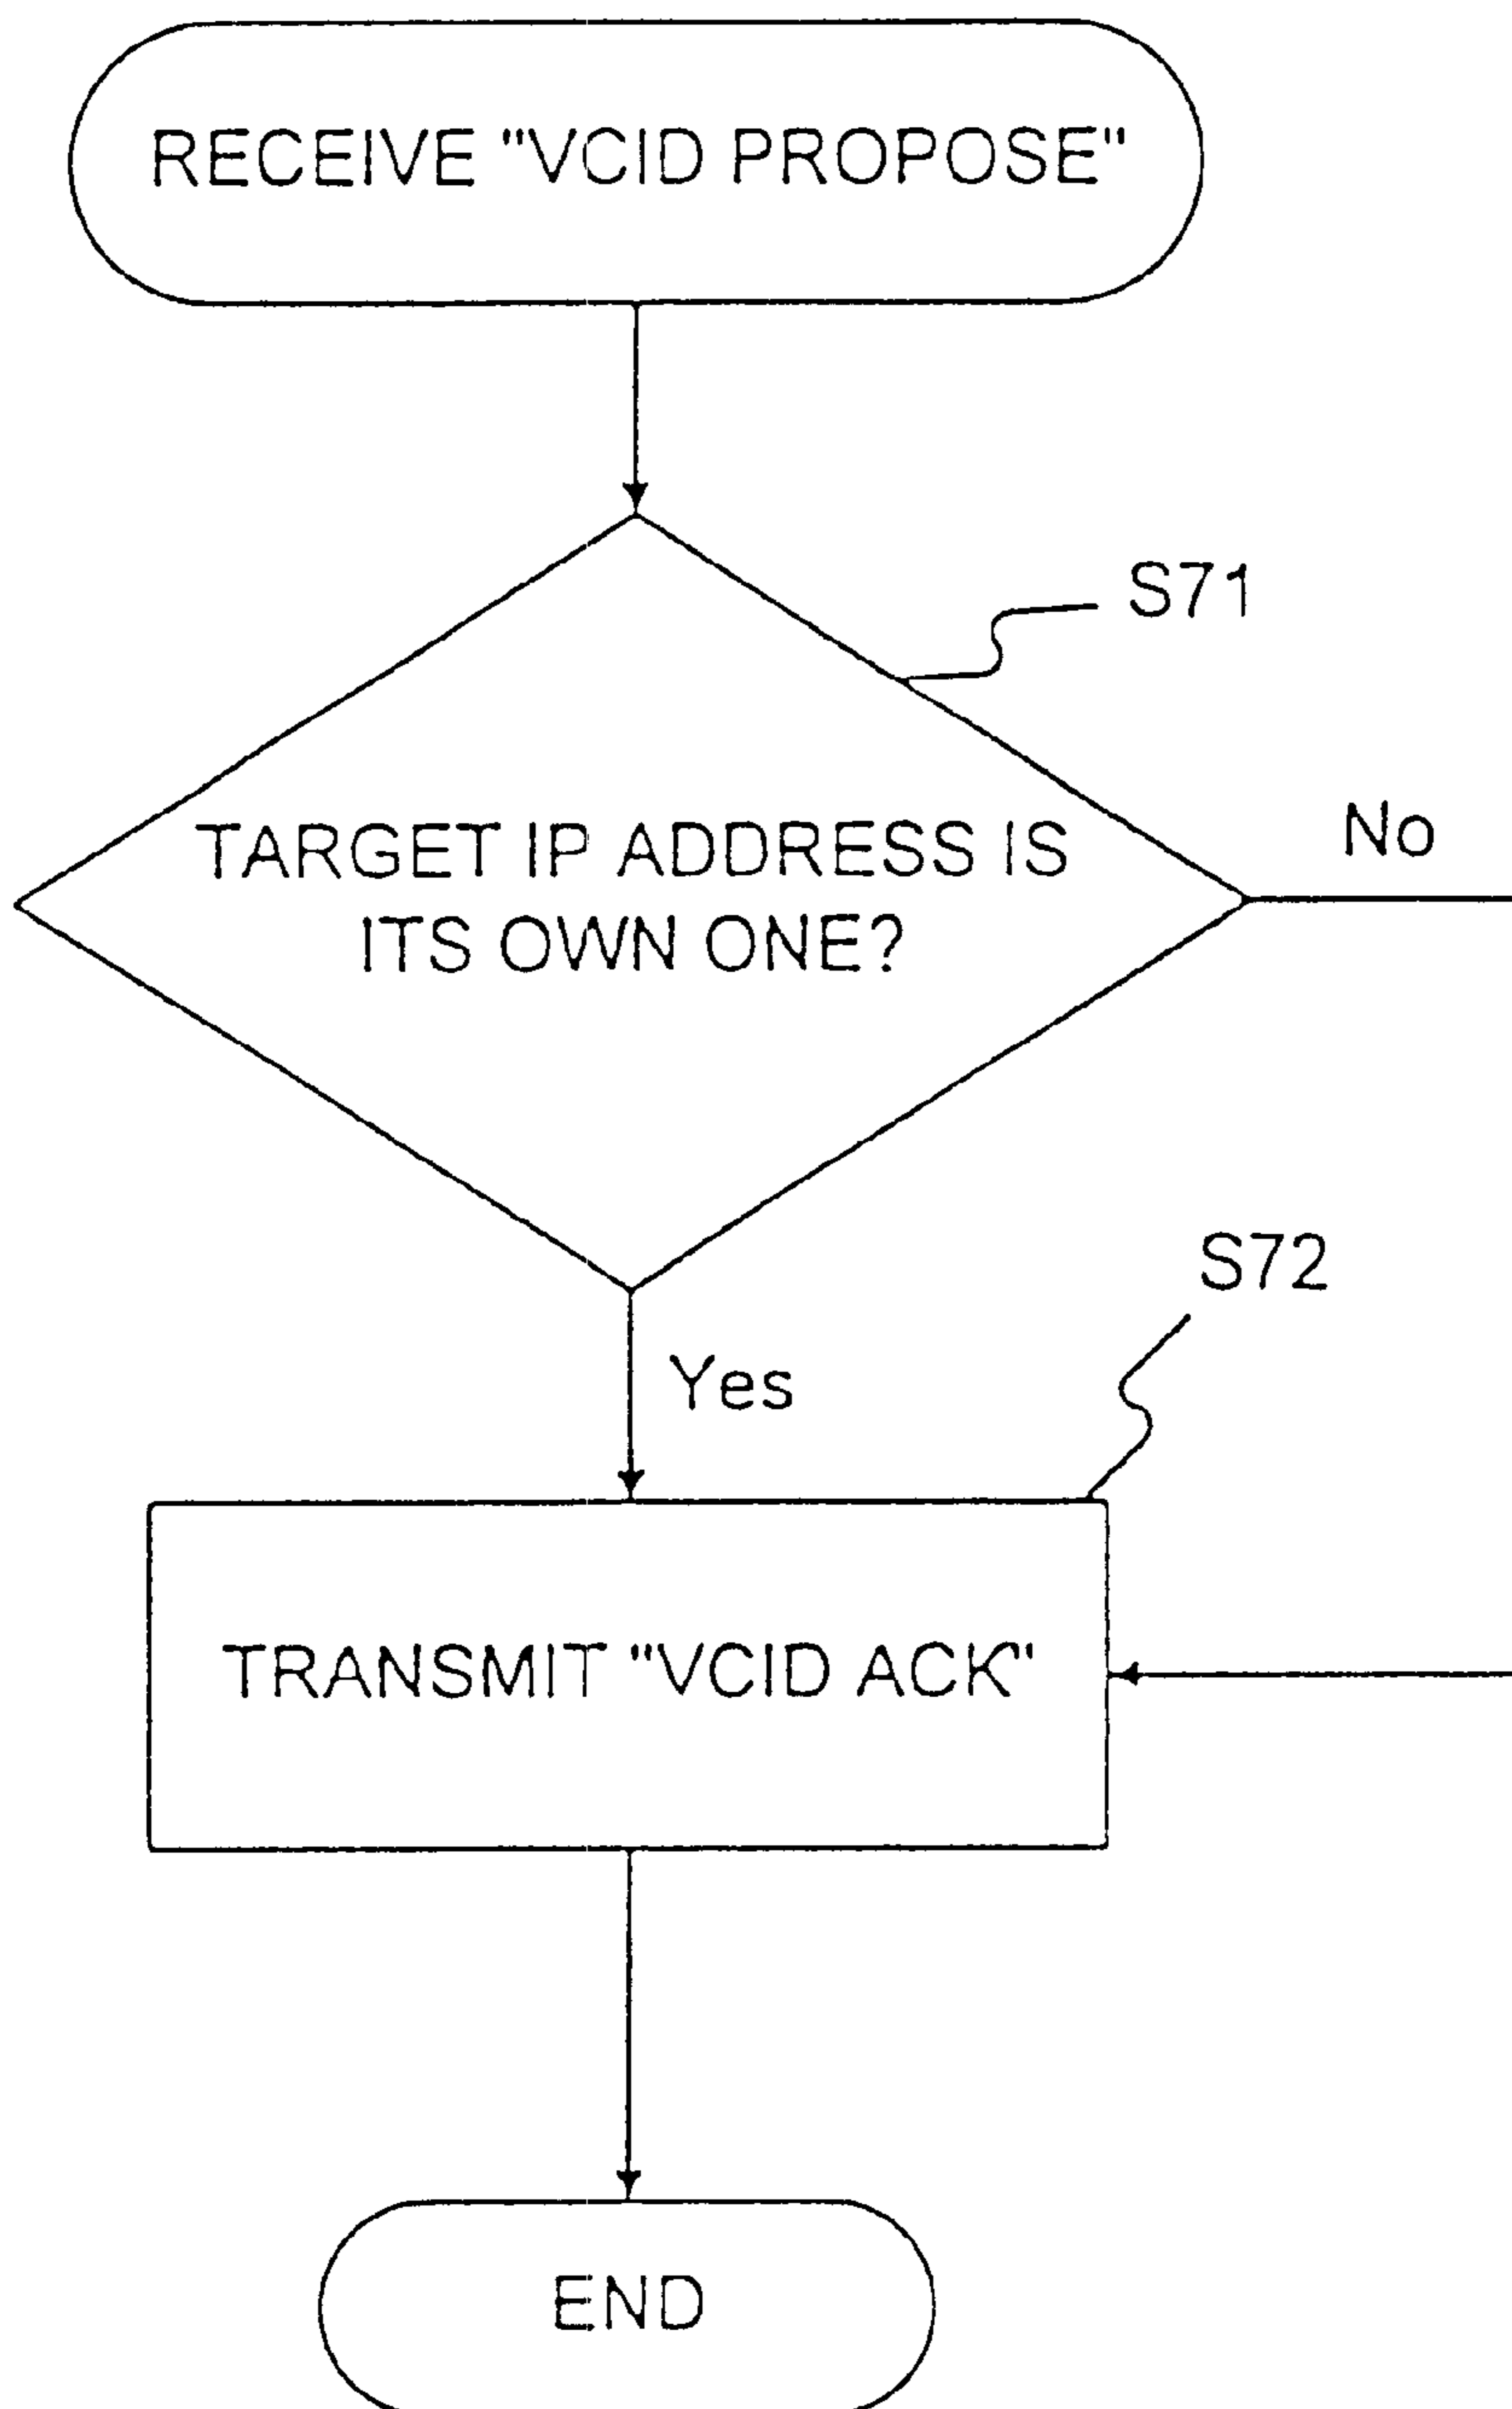 RECEIVE "VCID PROPOSE"
S71
TARGET IP ADDRESS IS
ITS OWN ONE?
No
S72
Yes
TRANSMIT "VCID ACK"
END